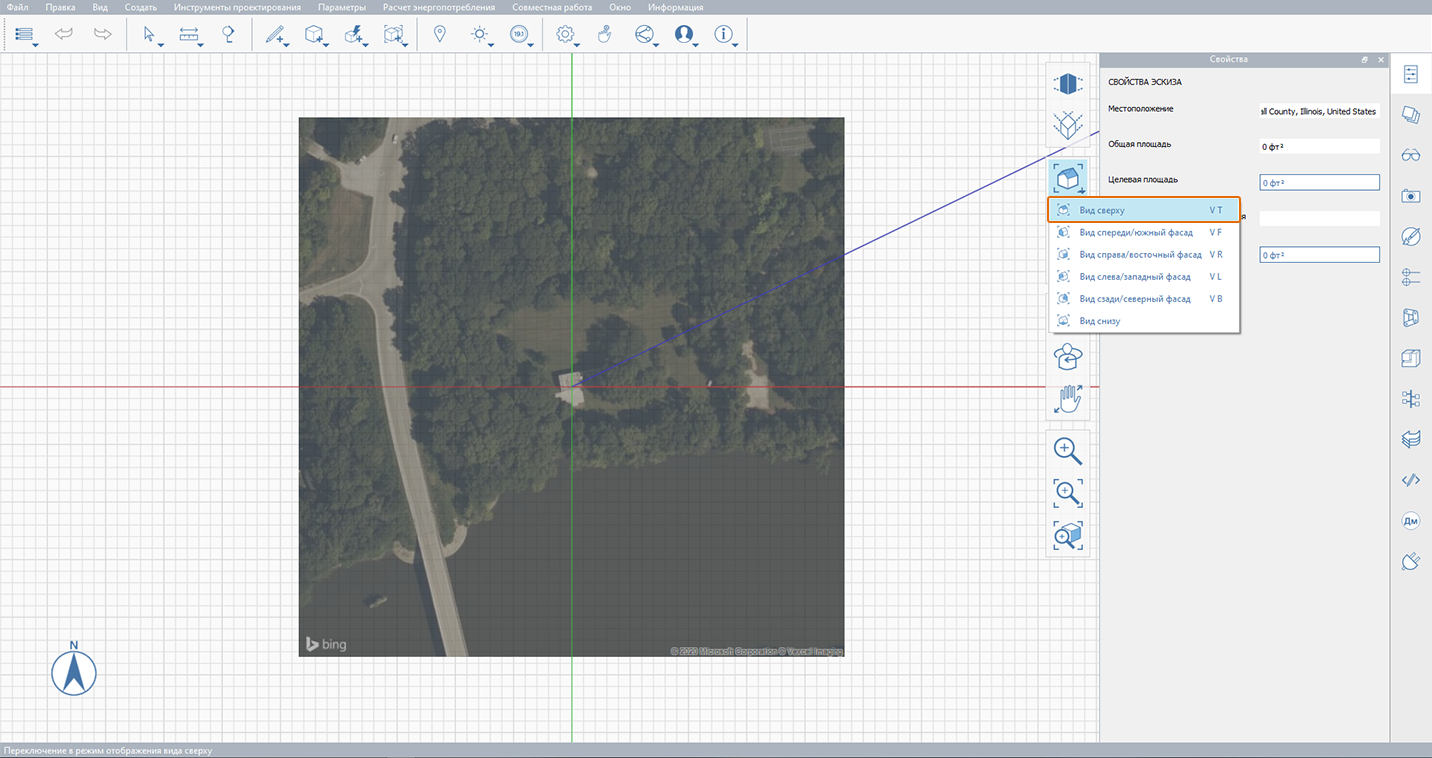 Файл Правка Вид Создать Инструменты проектирования Параметры Расчет энергопотребления Совместная работа Окно Информация
19.1
Свойства
СВОЙСТВА ЭСКИЗА
Местоположение
all County, Illinois, United States
Общая площадь
0 фт²
Целевая площадь
0 фт²
я
0 фт²
Вид сверху V T
Вид спереди/южный фасад V F
Вид справа/восточный фасад V R
Вид слева/западный фасад V L
Вид сзади/северный фасад V B
Вид снизу
Дм
N
bing
© 2020 Microsoft Corporation © Vexcel Imaging
Переключение в режим отображения вида сверху